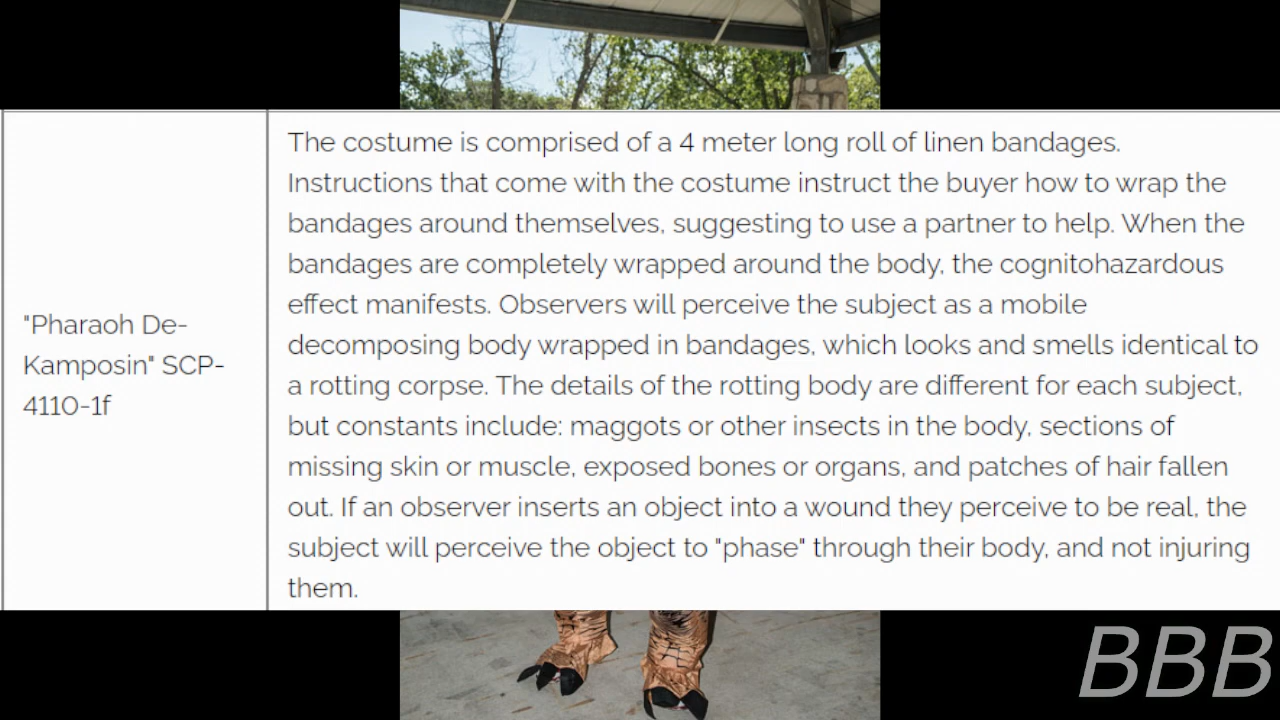 "Pharaoh De-
Kamposin" SCP-
4110-1f
The costume is comprised of a 4 meter long roll of linen bandages.
Instructions that come with the costume instruct the buyer how to wrap the
bandages around themselves, suggesting to use a partner to help. When the
bandages are completely wrapped around the body, the cognitohazardous
effect manifests. Observers will perceive the subject as a mobile
decomposing body wrapped in bandages, which looks and smells identical to
a rotting corpse. The details of the rotting body are different for each subject,
but constants include: maggots or other insects in the body, sections of
missing skin or muscle, exposed bones or organs, and patches of hair fallen
out. If an observer inserts an object into a wound they perceive to be real, the
subject will perceive the object to "phase" through their body, and not injuring
them.
BBB